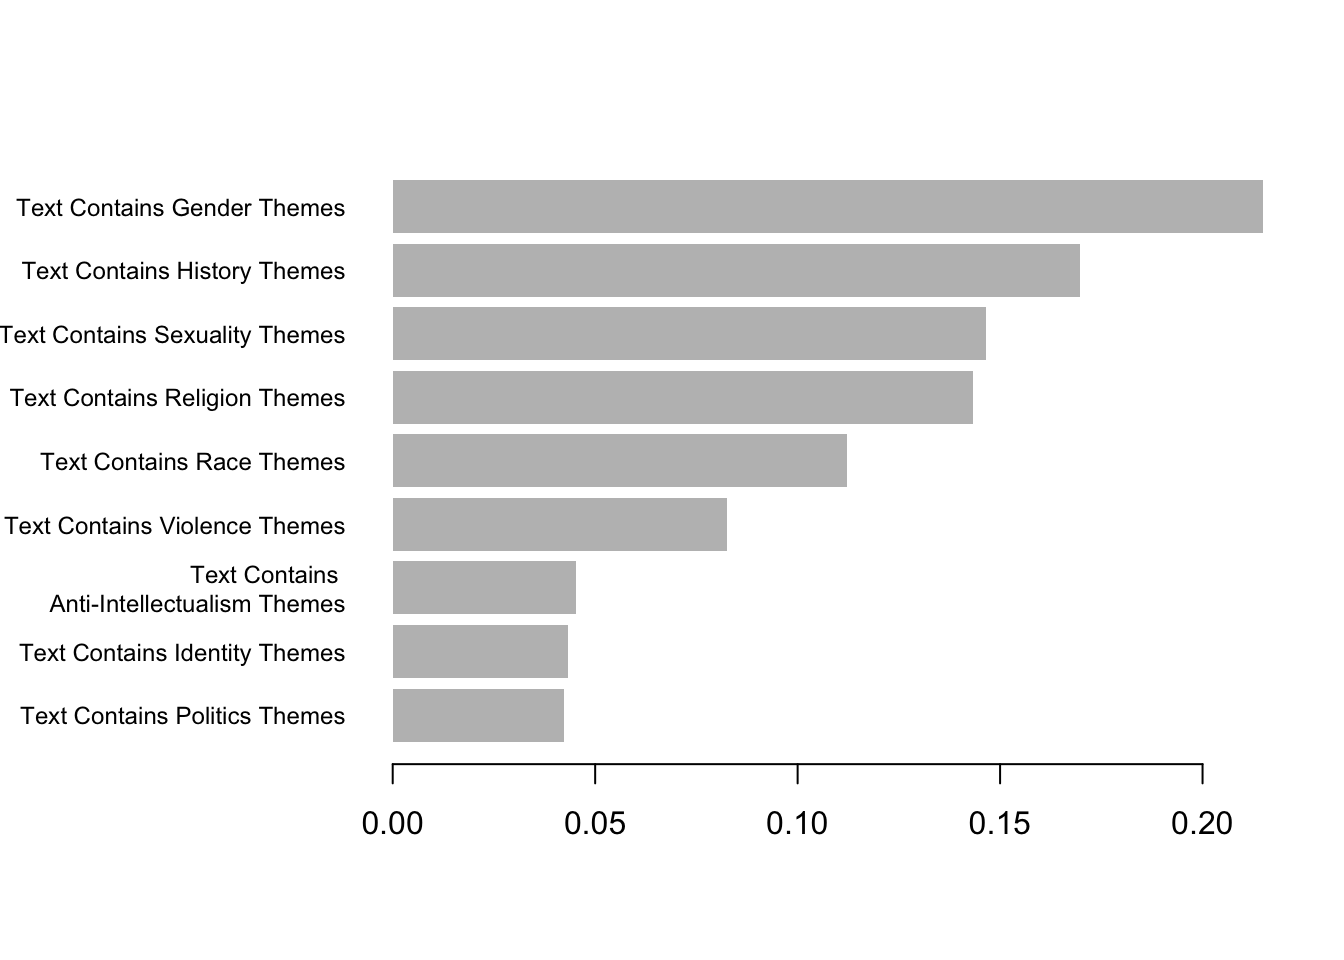 Text Contains Gender Themes
Text Contains History Themes
Text Contains Sexuality Themes
Text Contains Religion Themes
Text Contains Race Themes
Text Contains Violence Themes
Text Contains
Anti-Intellectualism Themes
Text Contains Identity Themes
Text Contains Politics Themes
0.00 0.05 0.10 0.15 0.20